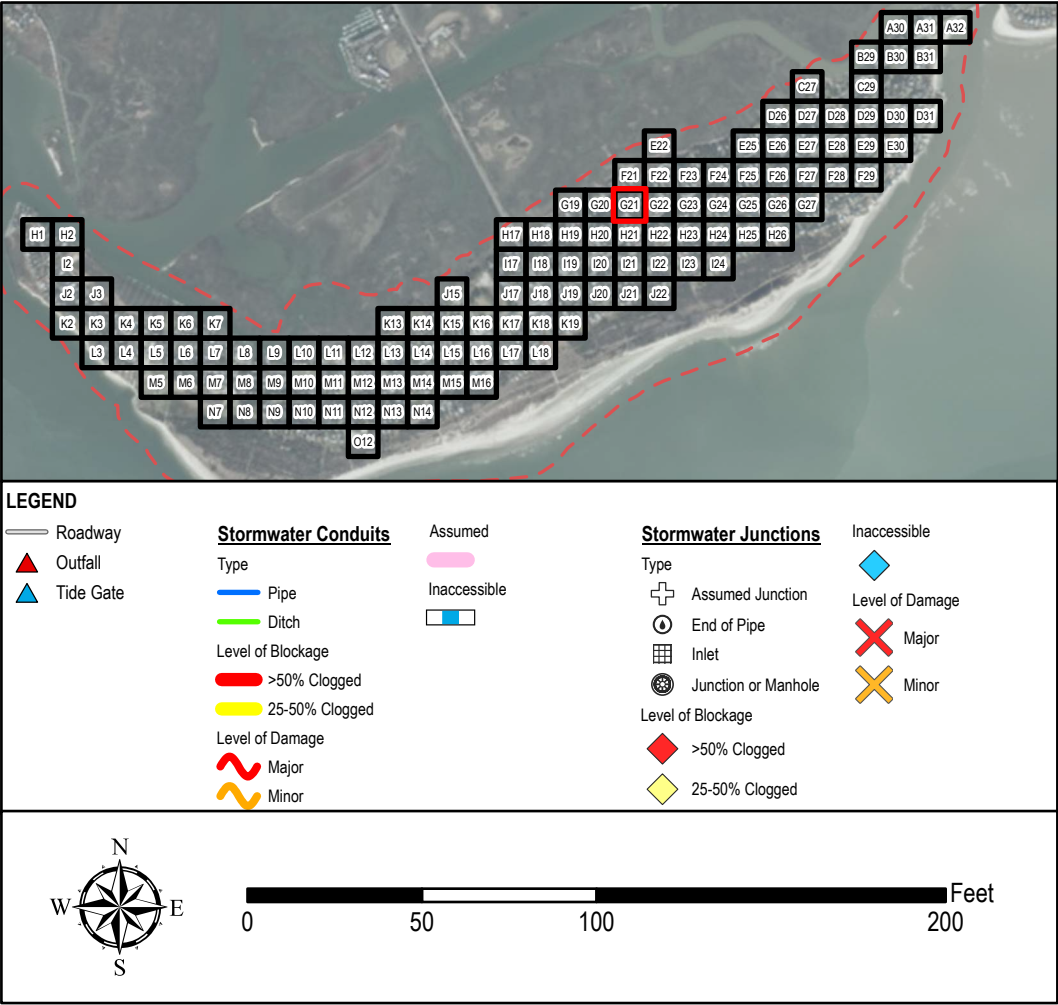 A30 A31 A32
B29 B30 B31
C27 C29
D26 D27 D28 D29 D30 D31
E22 E25 E26 E27 E28 E29 E30
F21 F22 F23 F24 F25 F26 F27 F28 F29
G19 G20 G21 G22 G23 G24 G25 G26 G27
H1 H2 H17 H18 H19 H20 H21 H22 H23 H24 H25 H26
I2 I17 I18 I19 I20 I21 I22 I23 I24
J2 J3 J15 J17 J18 J19 J20 J21 J22
K2 K3 K4 K5 K6 K7 K13 K14 K15 K16 K17 K18 K19
L3 L4 L5 L6 L7 L8 L9 L10 L11 L12 L13 L14 L15 L16 L17 L18
M5 M6 M7 M8 M9 M10 M11 M12 M13 M14 M15 M16
N7 N8 N9 N10 N11 N12 N13 N14
O12
LEGEND
Roadway
Outfall
Tide Gate
Stormwater Conduits
Type
Pipe
Ditch
Level of Blockage
>50% Clogged
25-50% Clogged
Level of Damage
Major
Minor
Assumed
Inaccessible
Stormwater Junctions
Type
Assumed Junction
End of Pipe
Inlet
Junction or Manhole
Level of Blockage
>50% Clogged
25-50% Clogged
Inaccessible
Level of Damage
Major
Minor
N
W E
S
Feet
0 50 100 200